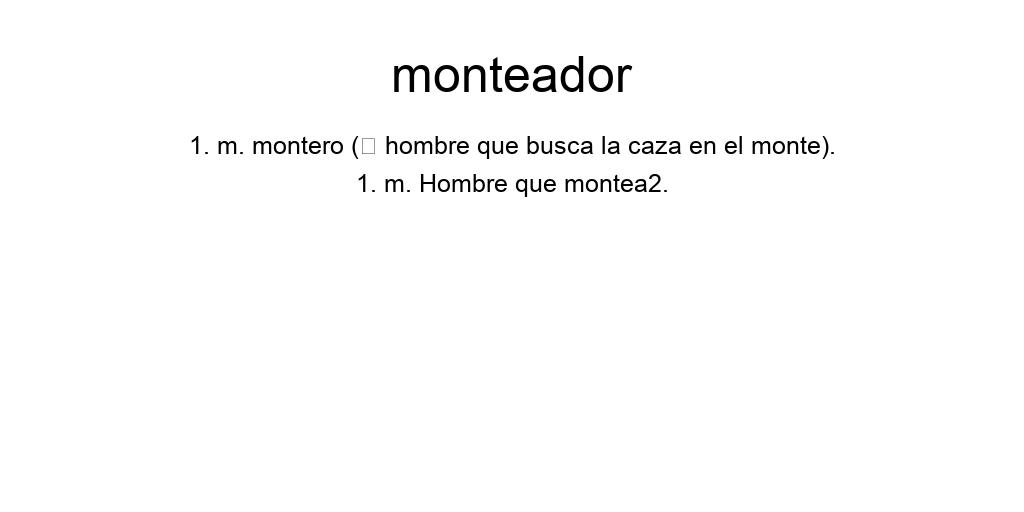 monteador
1. m. montero (□ hombre que busca la caza en el monte).
1. m. Hombre que montea2.